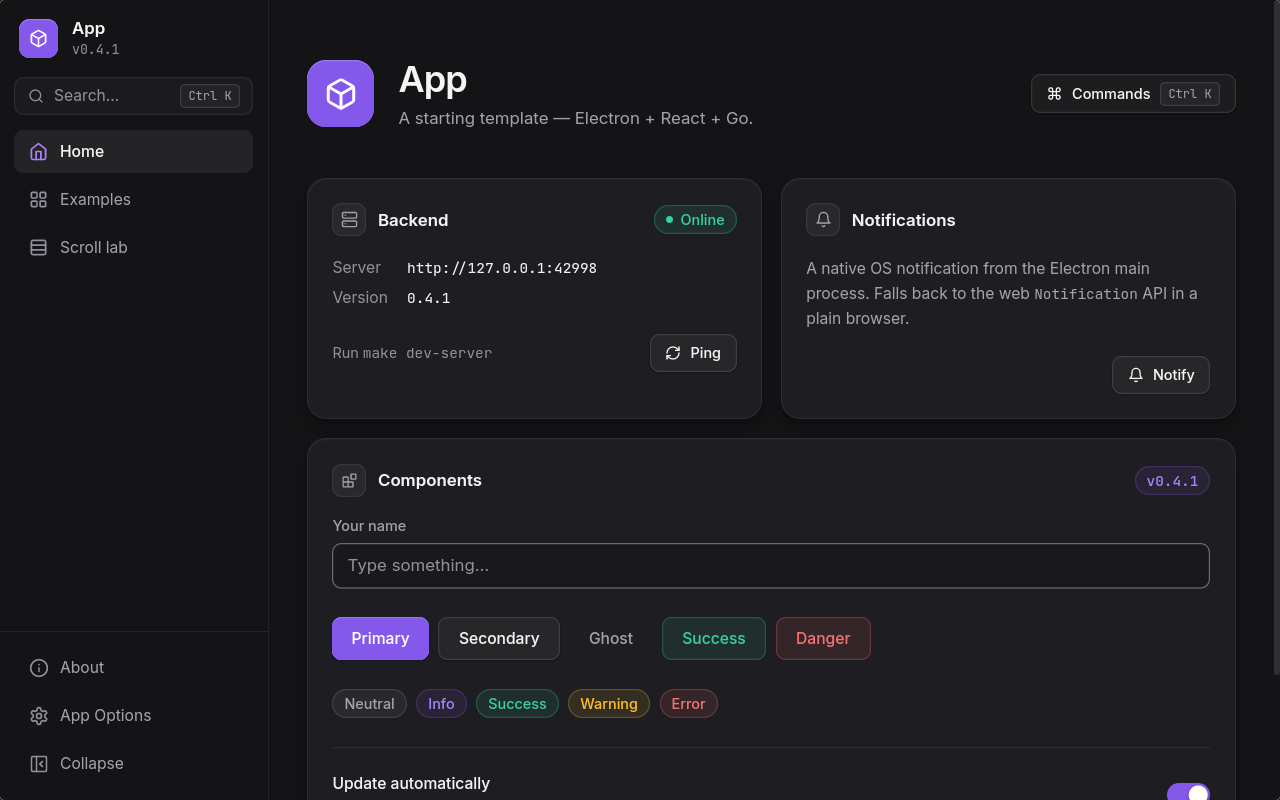 App
v0.4.1
Search...
Ctrl K
Home
Examples
Scroll lab
About
App Options
Collapse
App
A starting template — Electron + React + Go.
Commands
Ctrl K
Backend
Online
Server http://127.0.0.1:42998
Version 0.4.1
Run make dev-server
Ping
Notifications
A native OS notification from the Electron main
process. Falls back to the web Notification API in a
plain browser.
Notify
Components
v0.4.1
Your name
Type something...
Primary
Secondary
Ghost
Success
Danger
Neutral
Info
Success
Warning
Error
Update automatically